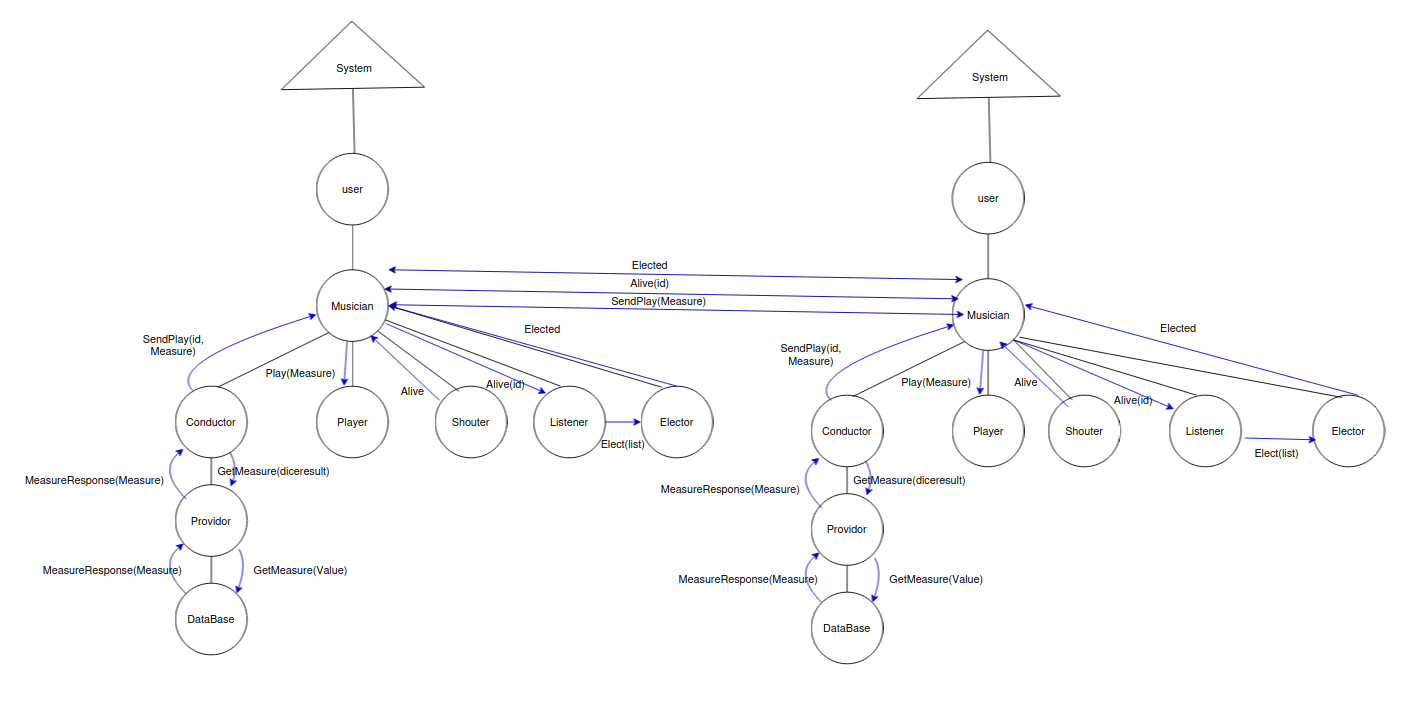 System
System
user
user
Elected
Alive(id)
SendPlay(Measure)
Musician
Musician
Elected
Elected
SendPlay(id,
Measure)
SendPlay(id,
Measure)
Play(Measure)
Alive
Alive(id)
Play(Measure)
Alive
Alive(id)
Conductor
Player
Shouter
Listener
Elector
Elect(list)
Conductor
Player
Shouter
Listener
Elector
Elect(list)
MeasureResponse(Measure)
GetMeasure(diceresult)
MeasureResponse(Measure)
GetMeasure(diceresult)
Providor
Providor
MeasureResponse(Measure)
GetMeasure(Value)
MeasureResponse(Measure)
GetMeasure(Value)
DataBase
DataBase